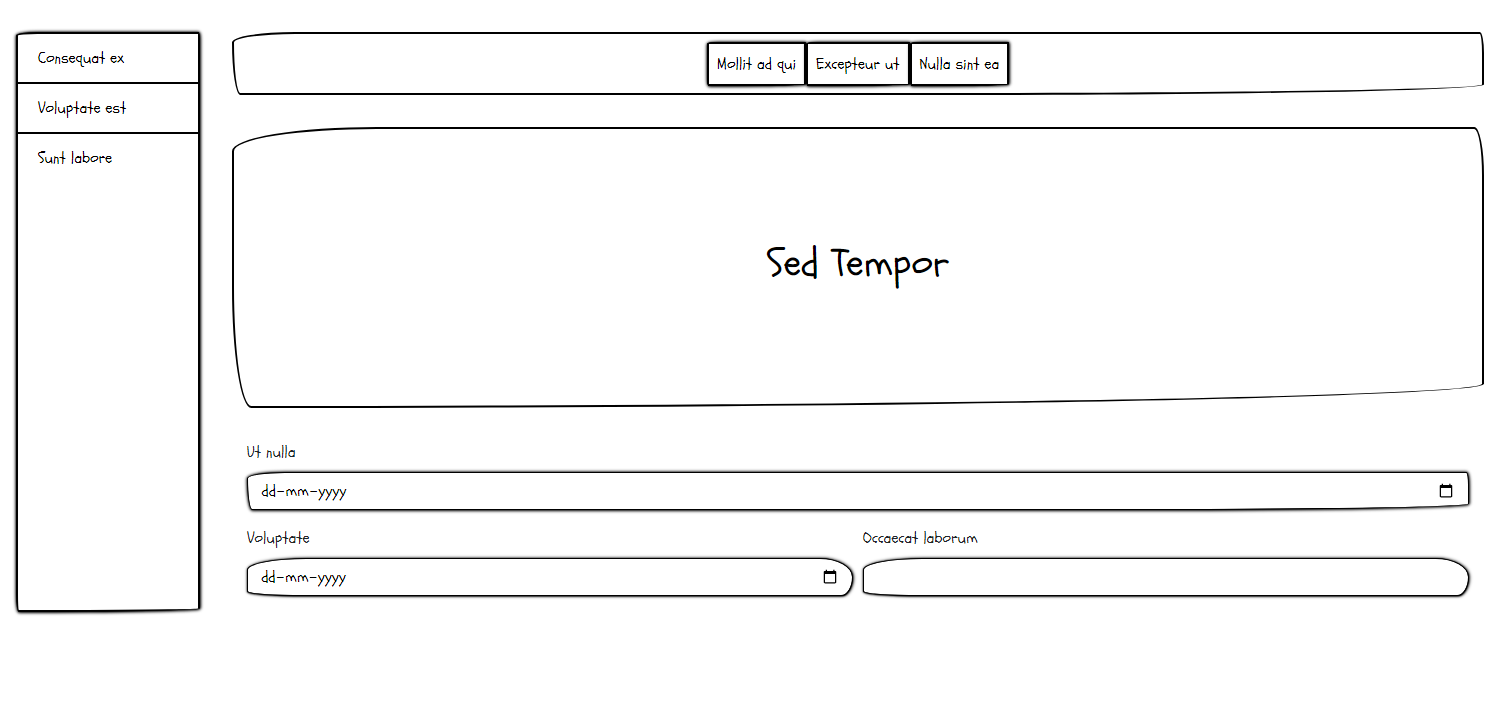 Consequat ex
Voluptate est
Sunt labore
Mollit ad qui
Excepteur ut
Nulla sint ea
Sed Tempor
Ut nulla
dd-mm-yyyy
Voluptate
dd-mm-yyyy
Occaecat laborum